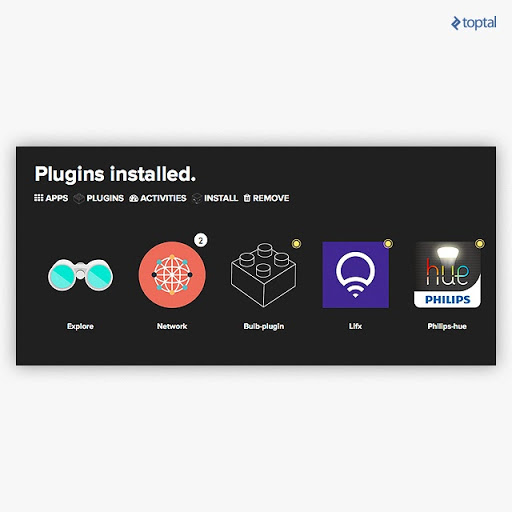 toptal
Plugins installed.
APPS PLUGINS ACTIVITIES INSTALL REMOVE
2
hue
PHILIPS
Explore Network Bulb-plugin Lifx Philips-hue